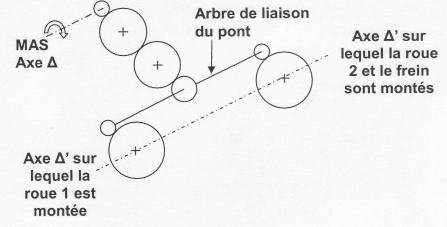 MAS
Axe Δ
Arbre de liaison
du pont
Axe Δ’ sur
lequel la roue
2 et le frein
sont montés
Axe Δ’ sur
lequel la
roue 1 est
montée